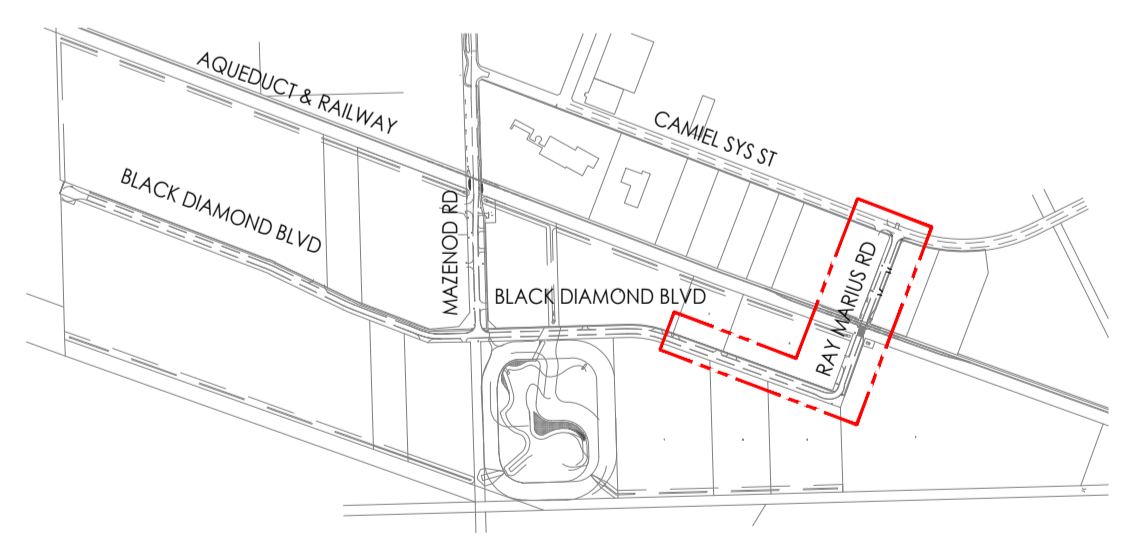 AQUEDUCT & RAILWAY
CAMIEL SYS ST
BLACK DIAMOND BLVD
MAZENOD RD
BLACK DIAMOND BLVD
RAY MARIUS RD